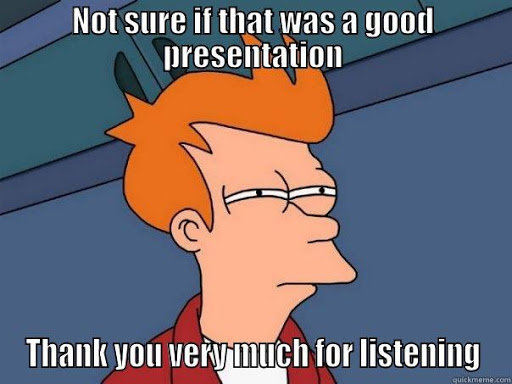 Not sure if that was a good
presentation
Thank you very much for listening
quickmeme.com